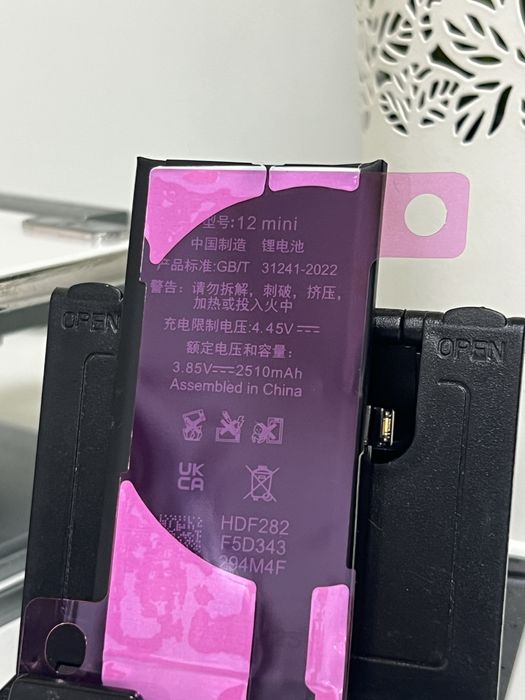 型号:12 mini
中国制造 锂电池
产品标准:GB/T 31241-2022
警告：请勿拆解，刺破，挤压，
加热或投入火中
充电限制电压:4.45V⎓
额定电压和容量：
3.85V⎓2510mAh
Assembled in China
UK
CA
HDF282
F5D343
294M4F
OPEN
OPEN